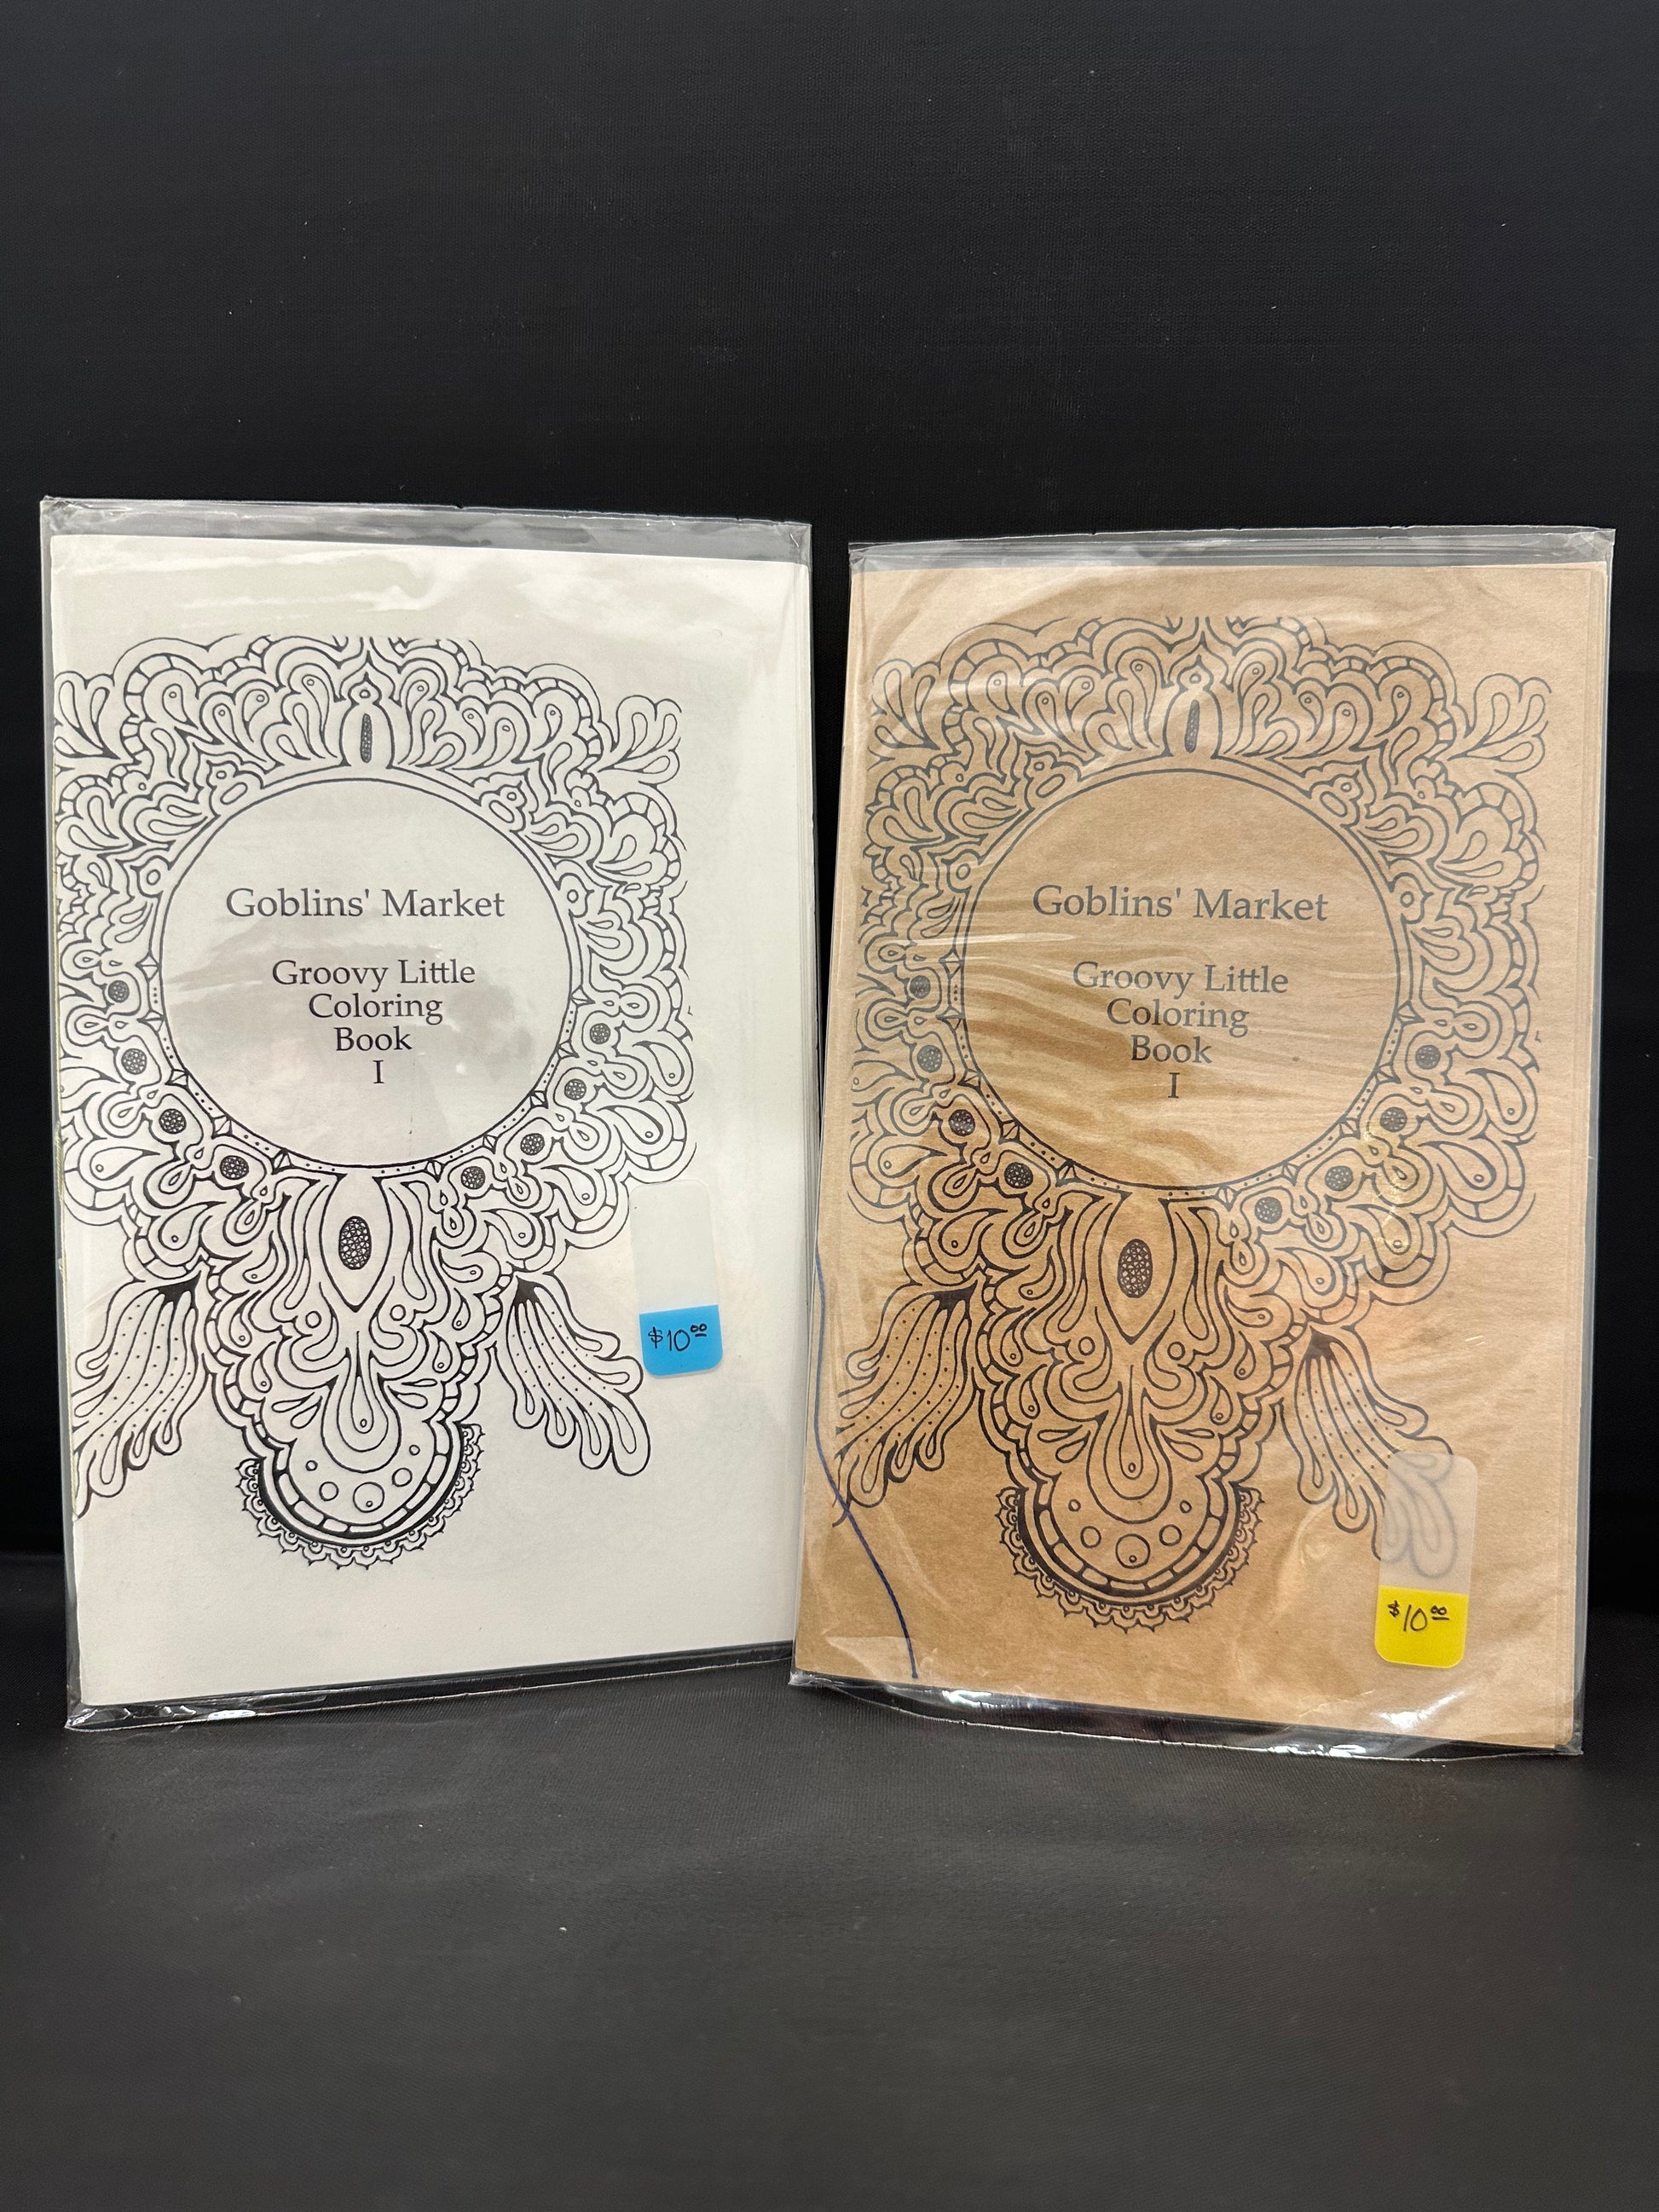 Goblins' Market
Groovy Little
Coloring
Book
I
$10.00
Goblins' Market
Groovy Little
Coloring
Book
I
$10.00